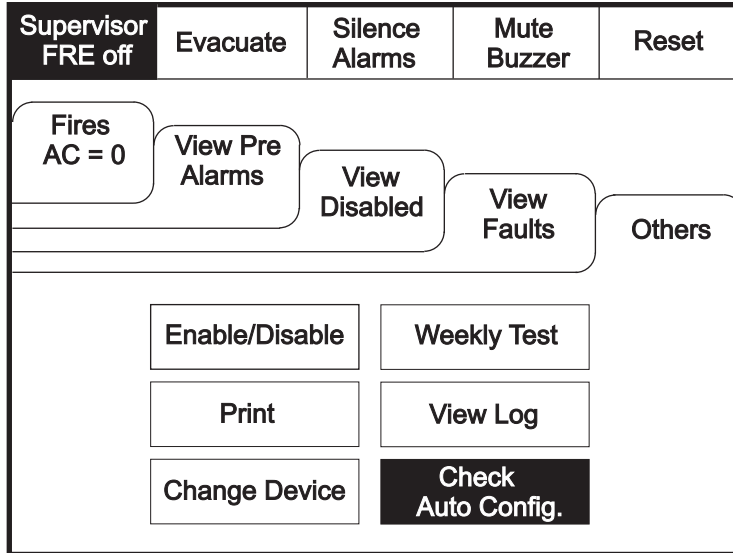 Supervisor
FRE off
Evacuate
Silence
Alarms
Mute
Buzzer
Reset
Fires
AC = 0
View Pre
Alarms
View
Disabled
View
Faults
Others
Enable/Disable
Weekly Test
Print
View Log
Change Device
Check
Auto Config.